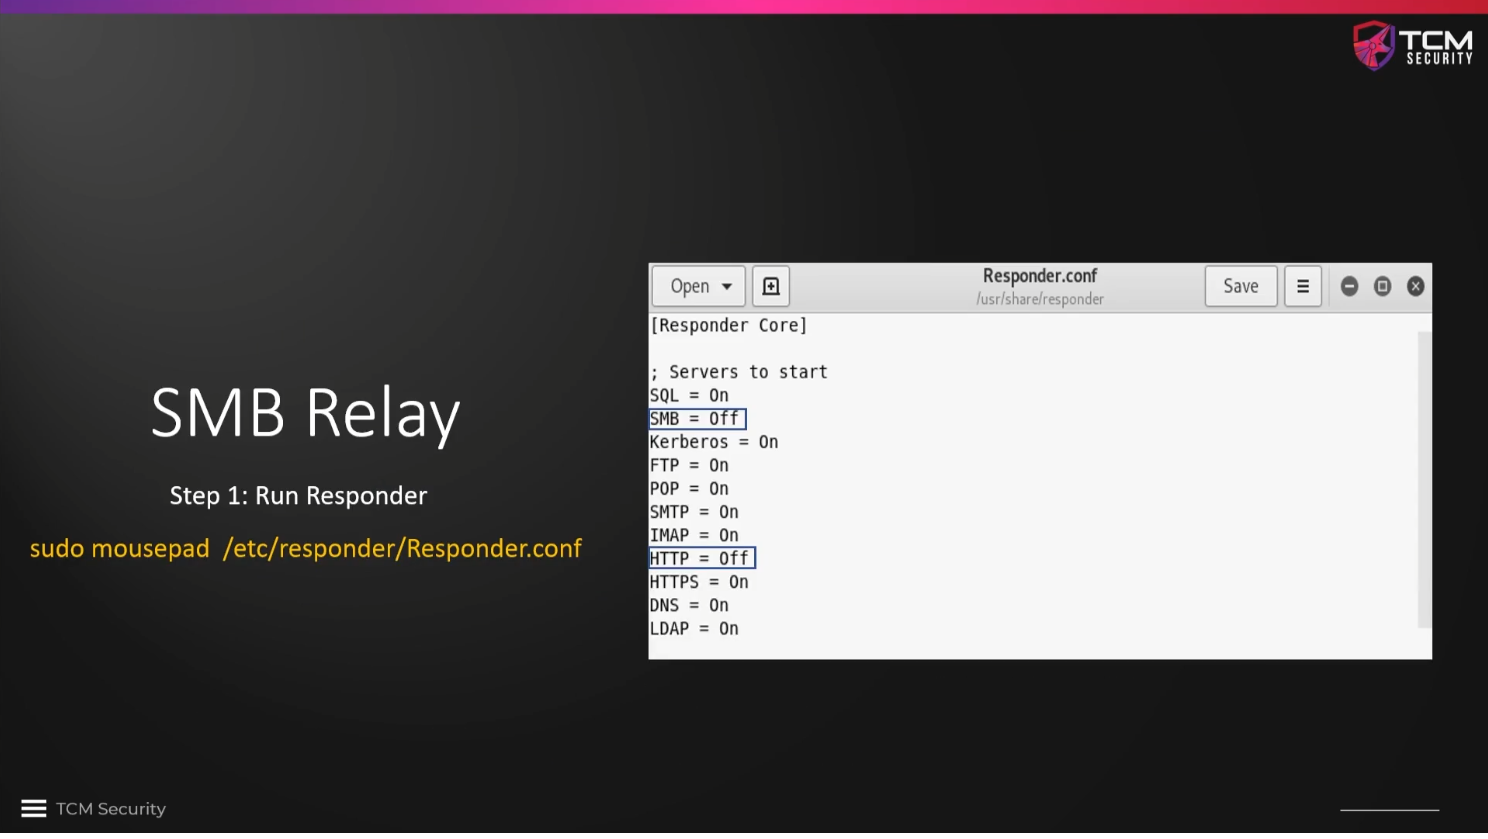 TCM
SECURITY
SMB Relay
Step 1: Run Responder
sudo mousepad  /etc/responder/Responder.conf
Open
Responder.conf
/usr/share/responder
Save
[Responder Core]
; Servers to start
SQL = On
SMB = Off
Kerberos = On
FTP = On
POP = On
SMTP = On
IMAP = On
HTTP = Off
HTTPS = On
DNS = On
LDAP = On
TCM Security